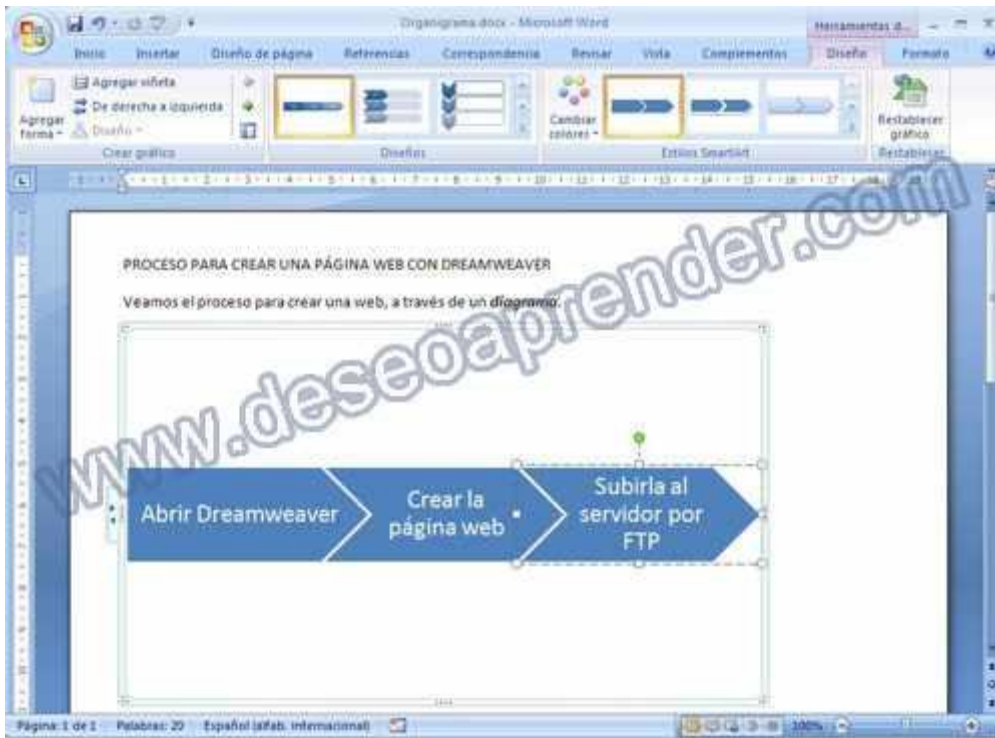 Organigrama.docx - Microsoft Word
Herramientas d...
Inicio Insertar Diseño de página Referencias Correspondencia Revisar Vista Complementos Diseño Formato
Agregar forma
Agregar viñeta
De derecha a izquierda
Diseño
Crear gráfico
Diseños
Cambiar colores
Estilos SmartArt
Restablecer gráfico
Restablecer
PROCESO PARA CREAR UNA PÁGINA WEB CON DREAMWEAVER
Veamos el proceso para crear una web, a través de un diagrama.
www.deseoaprender.com
Abrir Dreamweaver
Crear la
página web
Subirla al
servidor por
FTP
Página: 1 de 1 Palabras: 20 Español (alfab. internacional) 100%